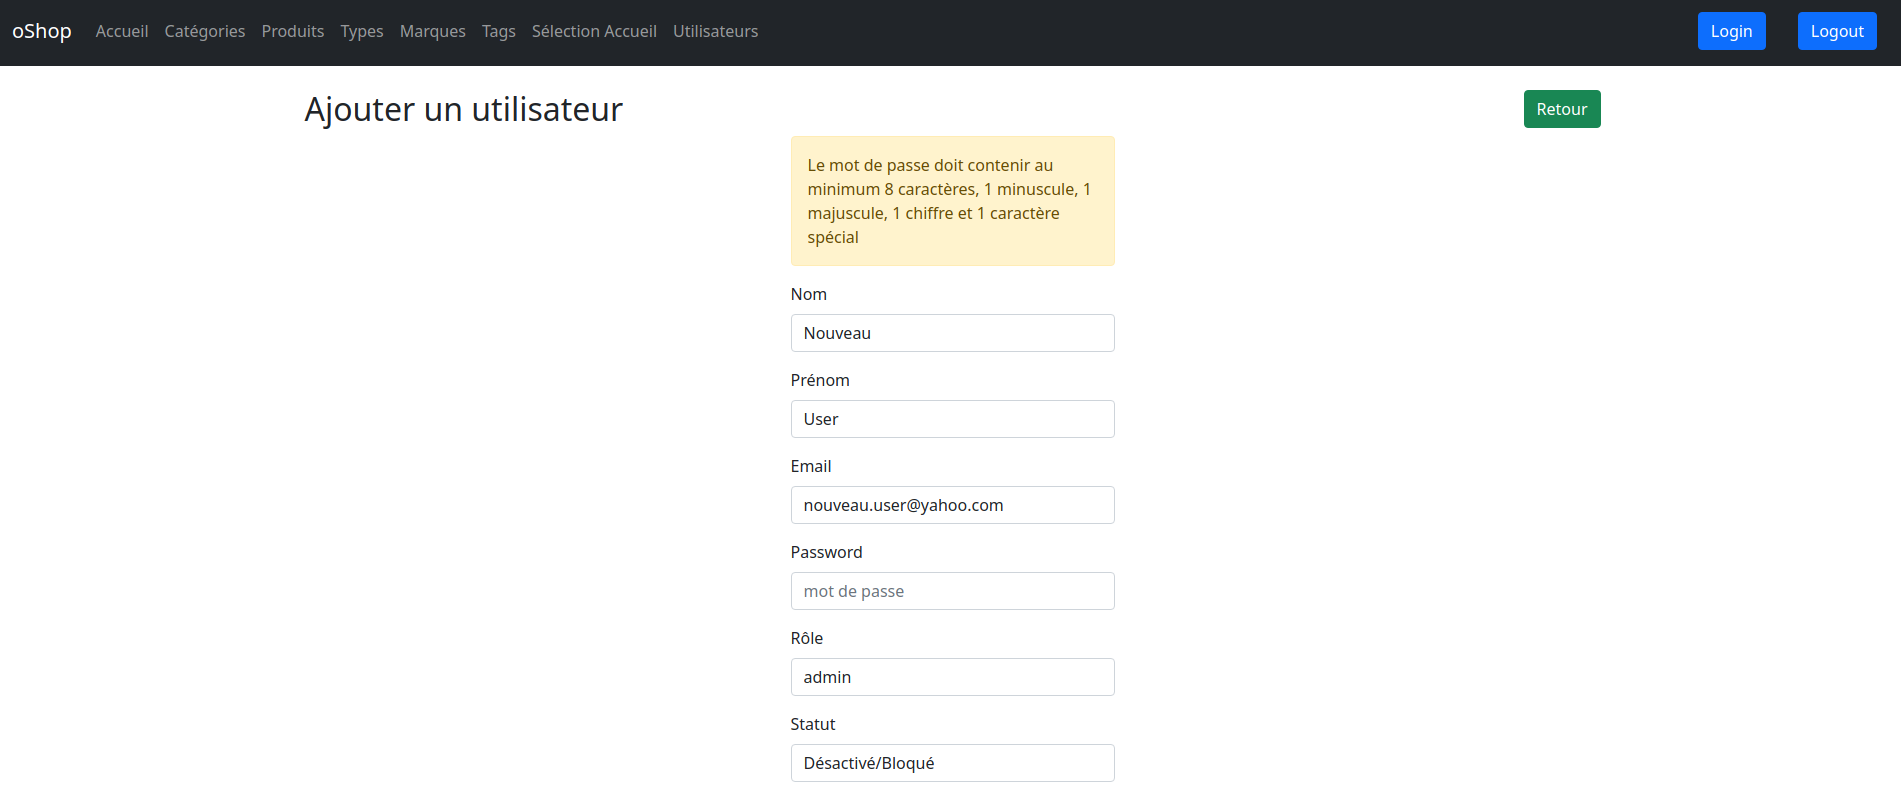 oShop Accueil Catégories Produits Types Marques Tags Sélection Accueil Utilisateurs Login Logout
Ajouter un utilisateur Retour
Le mot de passe doit contenir au
minimum 8 caractères, 1 minuscule, 1
majuscule, 1 chiffre et 1 caractère
spécial
Nom
Nouveau
Prénom
User
Email
nouveau.user@yahoo.com
Password
mot de passe
Rôle
admin
Statut
Désactivé/Bloqué